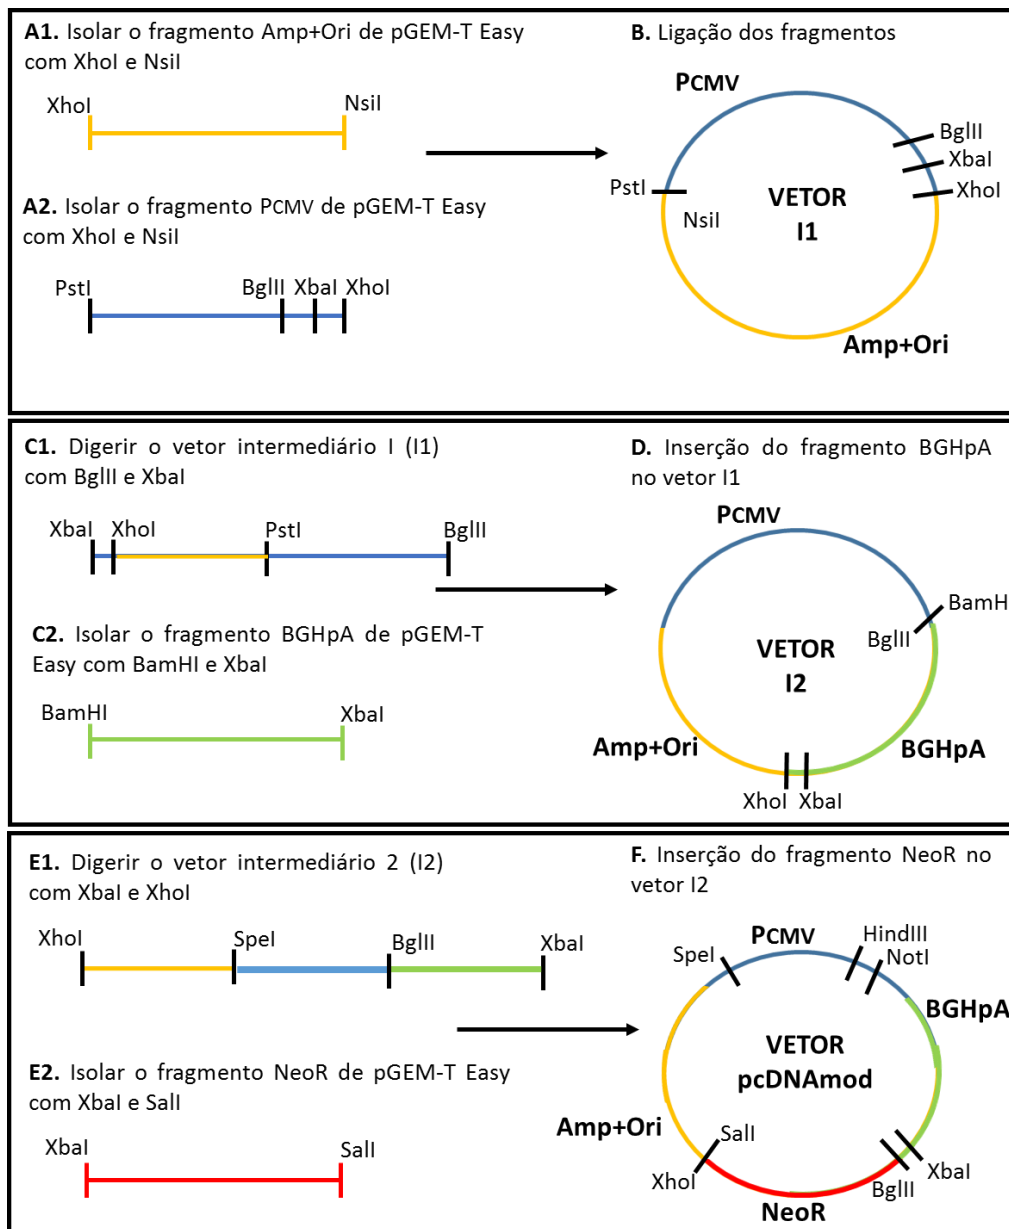 A1. Isolar o fragmento Amp+Ori de pGEM-T Easy
com XhoI e NsiI
XhoI
NsiI
A2. Isolar o fragmento PCMV de pGEM-T Easy
com XhoI e NsiI
PstI
BglII
XbaI
XhoI
B. Ligação dos fragmentos
PCMV
BglII
XbaI
XhoI
PstI
NsiI
VETOR
I1
Amp+Ori
C1. Digerir o vetor intermediário I (I1)
com BglII e XbaI
XbaI
XhoI
PstI
BglII
C2. Isolar o fragmento BGHpA de pGEM-T
Easy com BamHI e XbaI
BamHI
XbaI
D. Inserção do fragmento BGHpA
no vetor I1
PCMV
BamH
BglII
VETOR
I2
Amp+Ori
BGHpA
XhoI
XbaI
E1. Digerir o vetor intermediário 2 (I2)
com XbaI e XhoI
XhoI
SpeI
BglII
XbaI
E2. Isolar o fragmento NeoR de pGEM-T Easy
com XbaI e SalI
XbaI
SalI
F. Inserção do fragmento NeoR no
vetor I2
PCMV
HindIII
SpeI
NotI
BGHpA
VETOR
pcDNAmod
Amp+Ori
SalI
XhoI
BglII
XbaI
NeoR